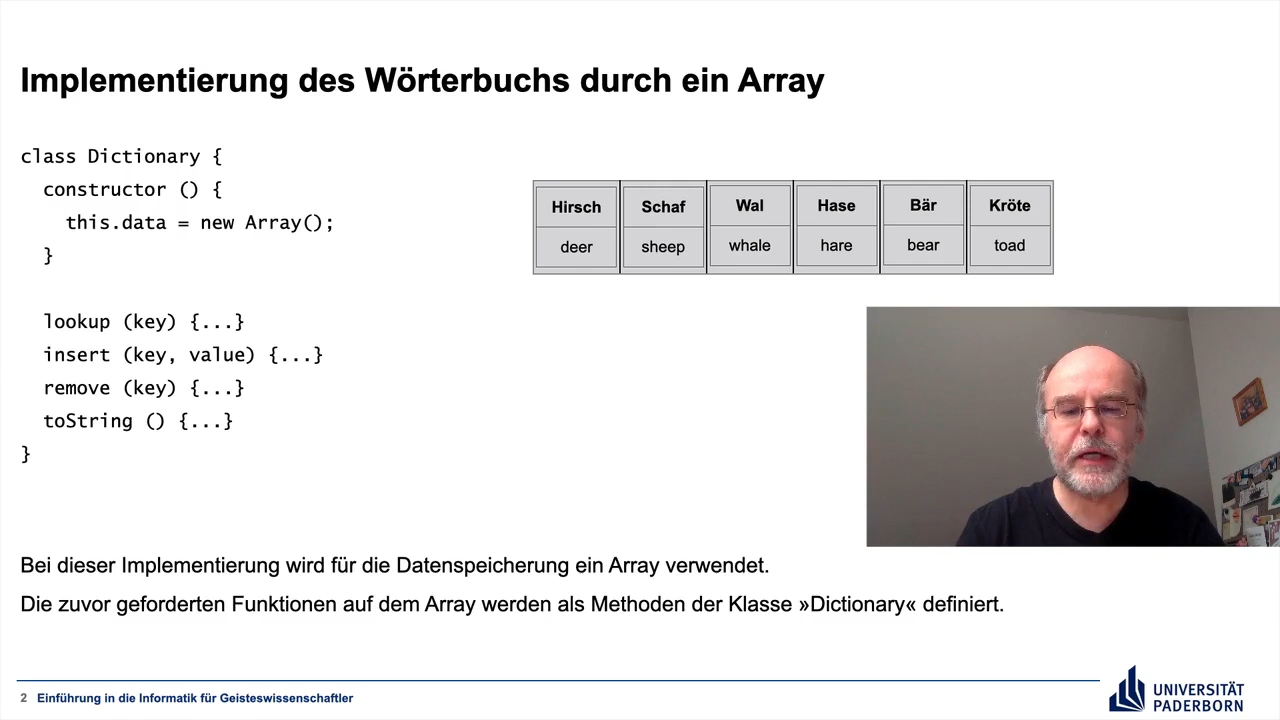 Implementierung des Wörterbuchs durch ein Array
class Dictionary {
constructor () {
this.data = new Array();
}
lookup (key) {...}
insert (key, value) {...}
remove (key) {...}
toString () {...}
}
Hirsch Schaf Wal Hase Bär Kröte
deer sheep whale hare bear toad
Bei dieser Implementierung wird für die Datenspeicherung ein Array verwendet.
Die zuvor geforderten Funktionen auf dem Array werden als Methoden der Klasse »Dictionary« definiert.
2 Einführung in die Informatik für Geisteswissenschaftler
UNIVERSITÄT
PADERBORN